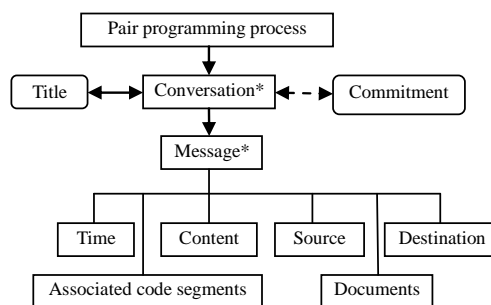 Pair programming process
Title
Conversation*
Commitment
Message*
Time
Content
Source
Destination
Associated code segments
Documents